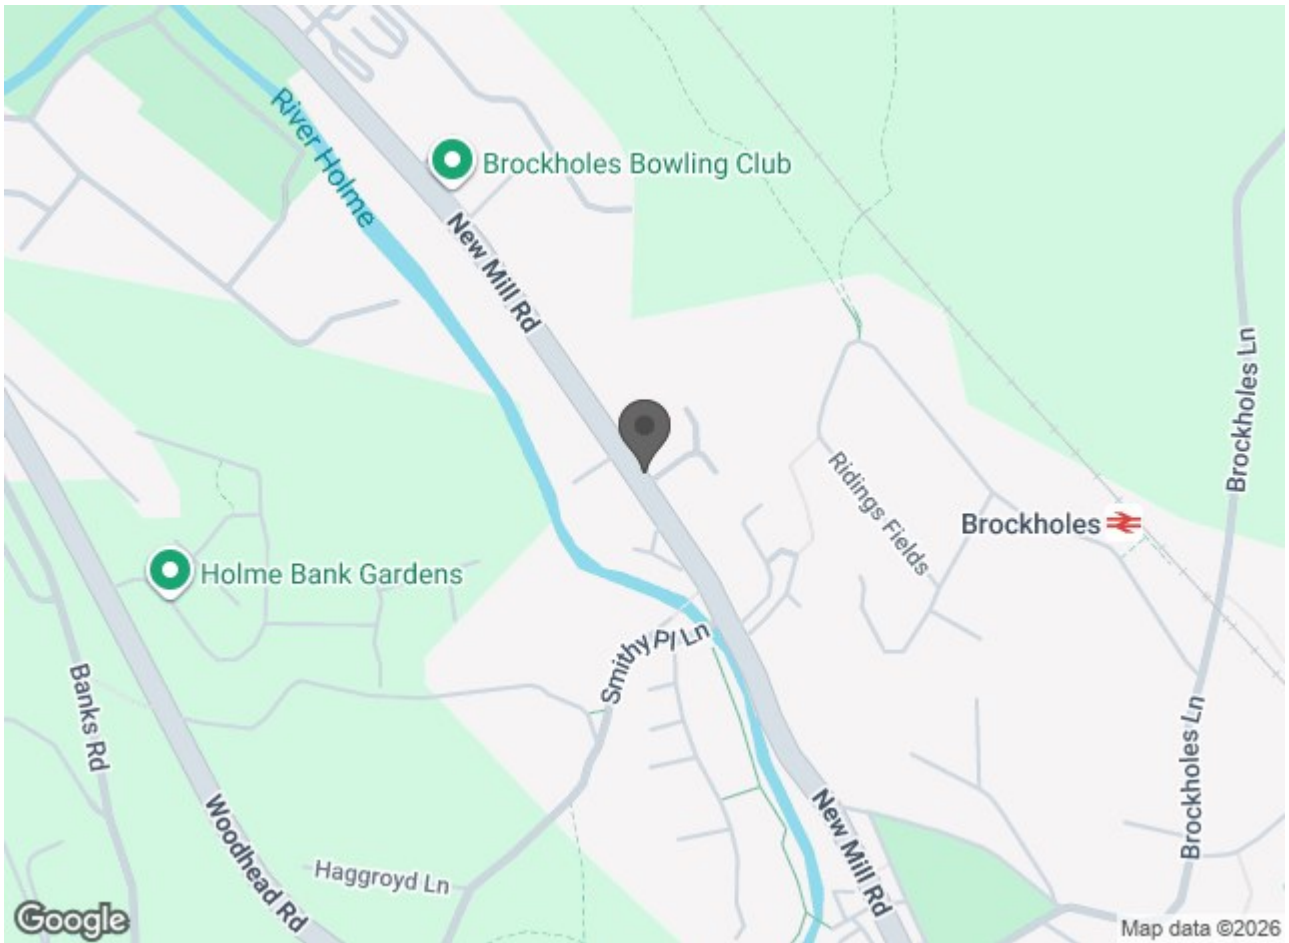 River Holme
Brockholes Bowling Club
New Mill Rd
Brockholes Ln
Ridings Fields
Brockholes
Holme Bank Gardens
Smithy Pl Ln
Banks Rd
Brockholes Ln
Woodhead Rd
New Mill Rd
Haggroyd Ln
Google
Map data ©2026